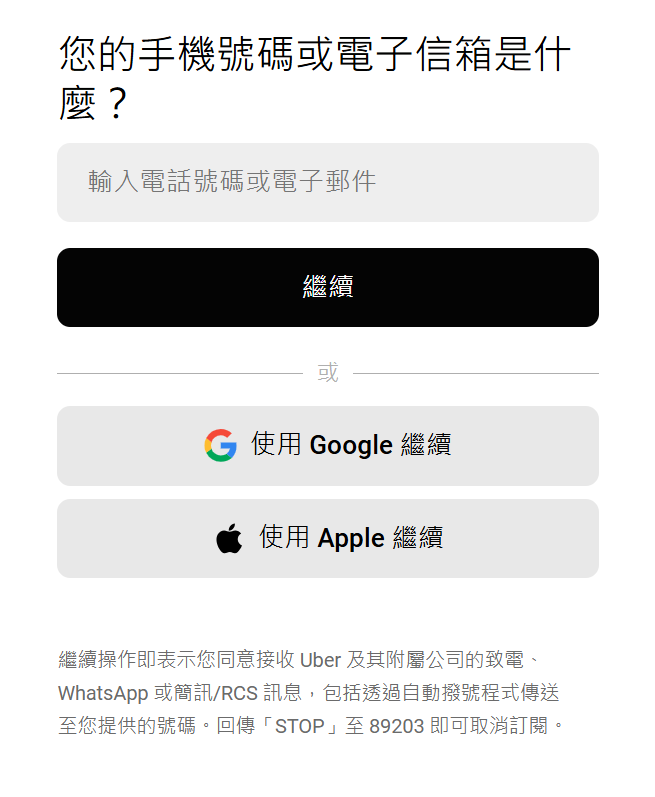 您的手機號碼或電子信箱是什
麼？
輸入電話號碼或電子郵件
繼續
或
使用 Google 繼續
使用 Apple 繼續
繼續操作即表示您同意接收 Uber 及其附屬公司的致電、
WhatsApp 或簡訊/RCS 訊息，包括透過自動撥號程式傳送
至您提供的號碼。回傳「STOP」至 89203 即可取消訂閱。